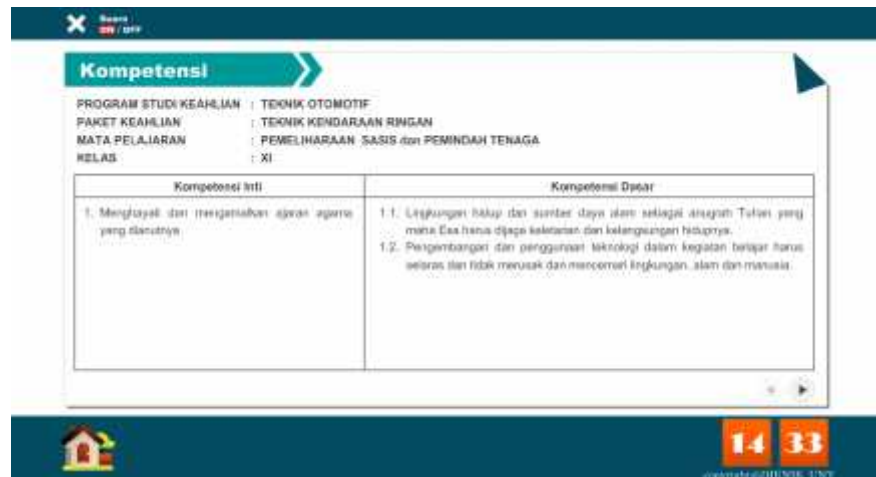 Suara
ON / OFF
Kompetensi
PROGRAM STUDI KEAHLIAN : TEKNIK OTOMOTIF
PAKET KEAHLIAN : TEKNIK KENDARAAN RINGAN
MATA PELAJARAN : PEMELIHARAAN SASIS dan PEMINDAH TENAGA
KELAS : XI
Kompetensi Inti
1. Menghayati dan mengamalkan ajaran agama
yang dianutnya
Kompetensi Dasar
1.1. Lingkungan hidup dan sumber daya alam sebagai anugrah Tuhan yang
maha Esa harus dijaga kelestarian dan kelangsungan hidupnya.
1.2. Pengembangan dan penggunaan teknologi dalam kegiatan belajar harus
selaras dan tidak merusak dan mencemari lingkungan, alam dan manusia.
14 33